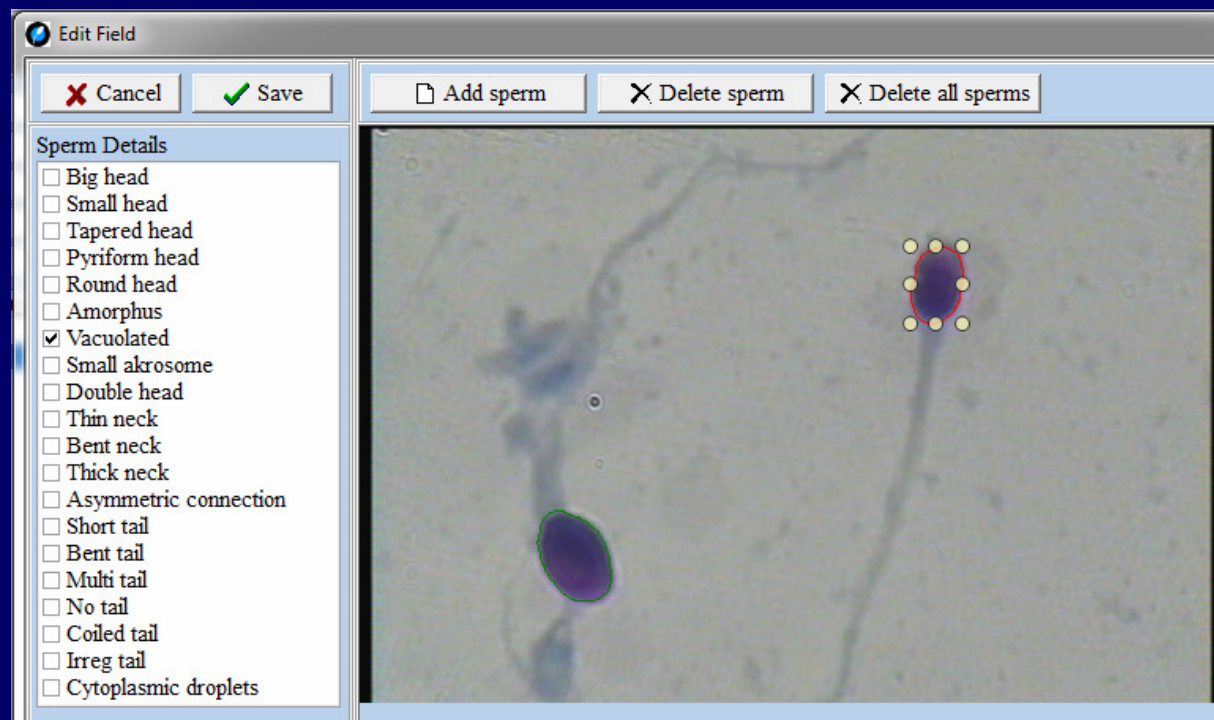 Edit Field
Cancel Save Add sperm Delete sperm Delete all sperms
Sperm Details
Big head
Small head
Tapered head
Pyriform head
Round head
Amorphus
Vacuolated
Small akrosome
Double head
Thin neck
Bent neck
Thick neck
Asymmetric connection
Short tail
Bent tail
Multi tail
No tail
Coiled tail
Irreg tail
Cytoplasmic droplets